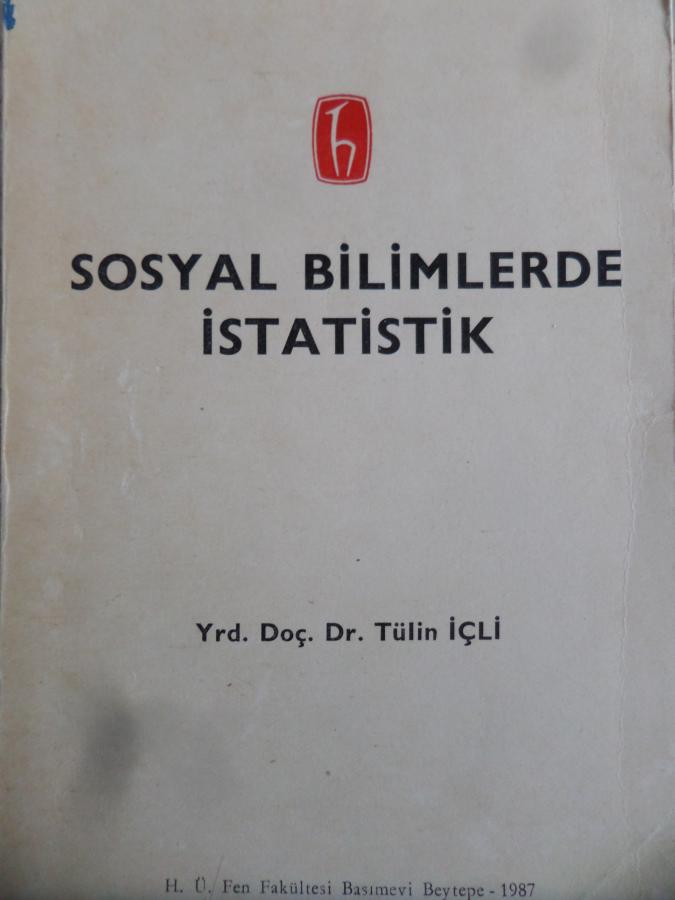 SOSYAL BİLİMLERDE
İSTATİSTİK
Yrd. Doç. Dr. Tülin İÇLİ
H. Ü. Fen Fakültesi Basımevi Beytepe - 1987